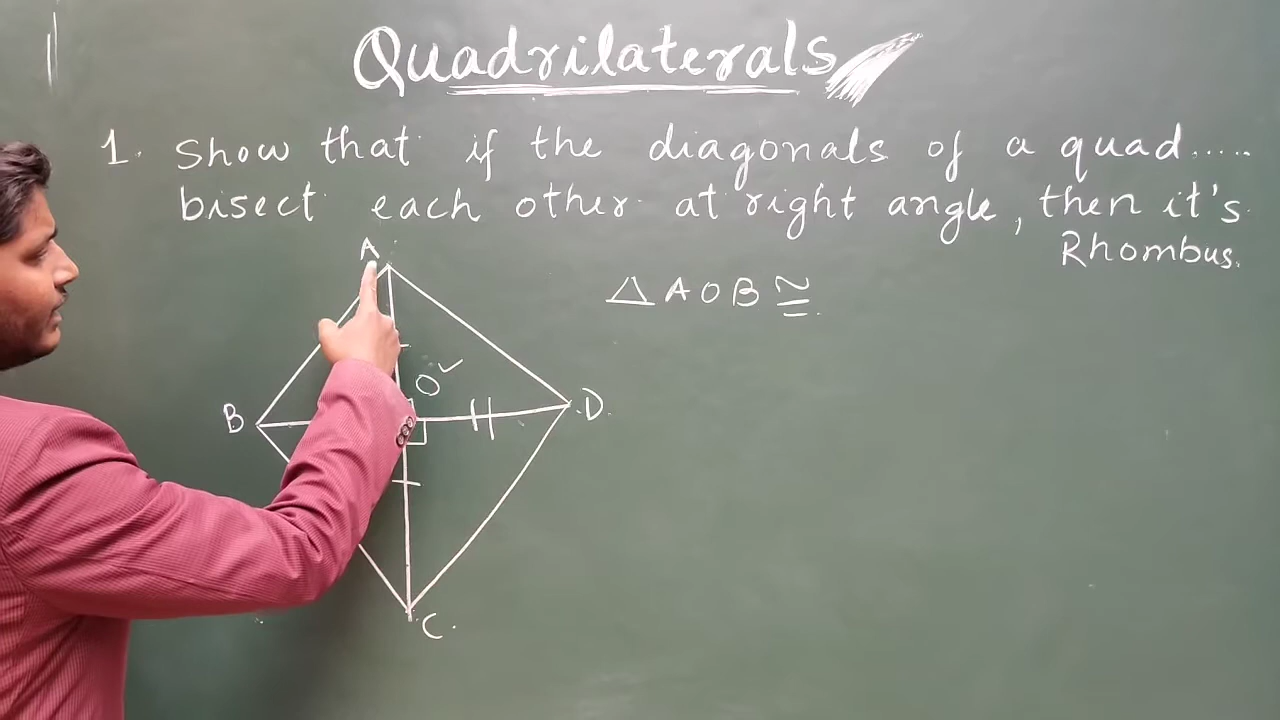 Quadrilaterals
1. Show that if the diagonals of a quad.....
bisect each other at right angle, then it's
Rhombus.
A
△AOB ≅
O
B
D
C